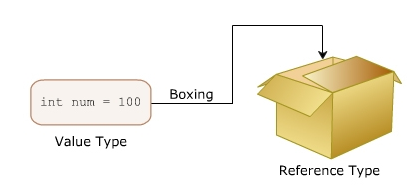 int num = 100
Boxing
Value Type
Reference Type